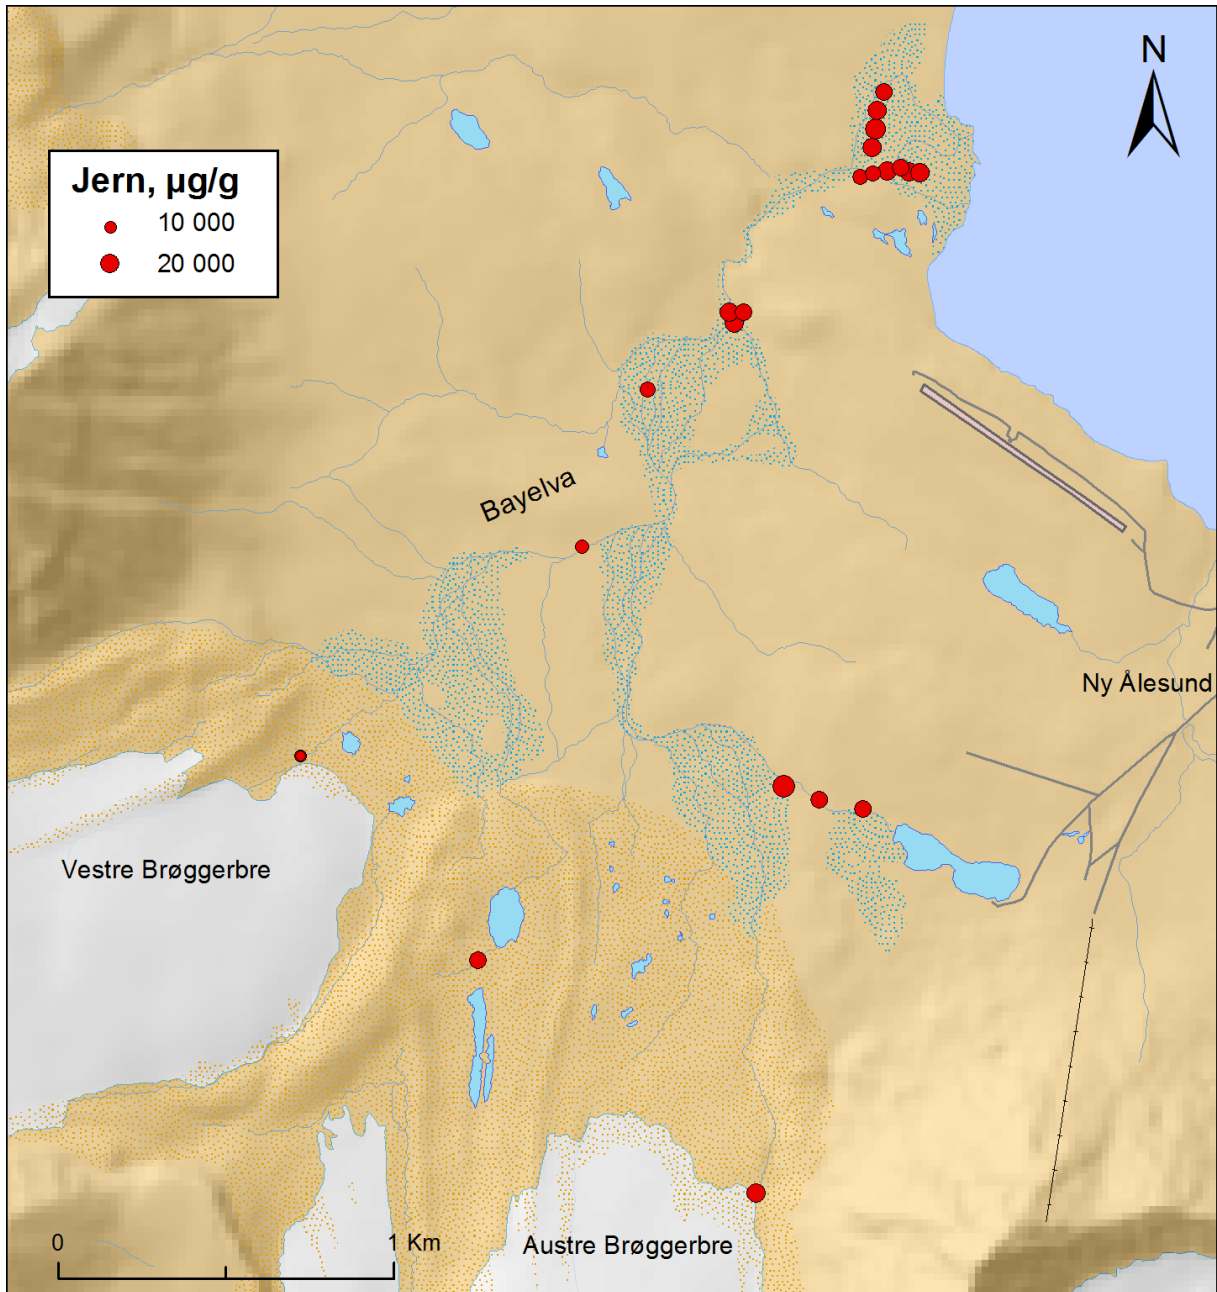 N
Jern, µg/g
10 000
20 000
Bayelva
Ny Ålesund
Vestre Brøggerbre
Austre Brøggerbre
0
1 Km